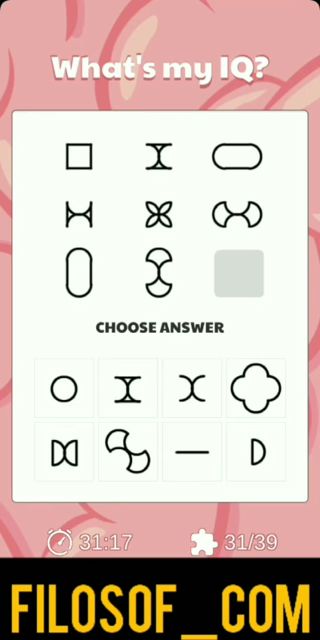 What's my IQ?
CHOOSE ANSWER
31:17
31/39
FILOSOF_COM